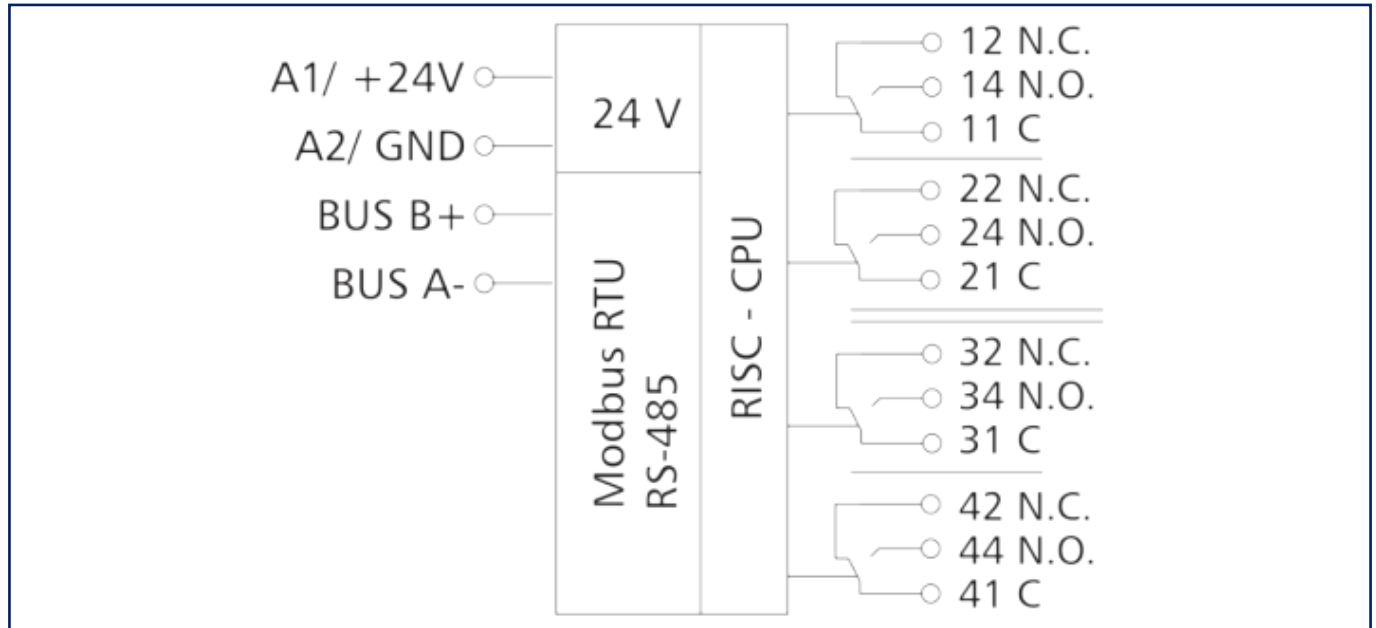 A1/ +24V
A2/ GND
BUS B+
BUS A-
24 V
Modbus RTU
RS-485
RISC - CPU
12 N.C.
14 N.O.
11 C
22 N.C.
24 N.O.
21 C
32 N.C.
34 N.O.
31 C
42 N.C.
44 N.O.
41 C